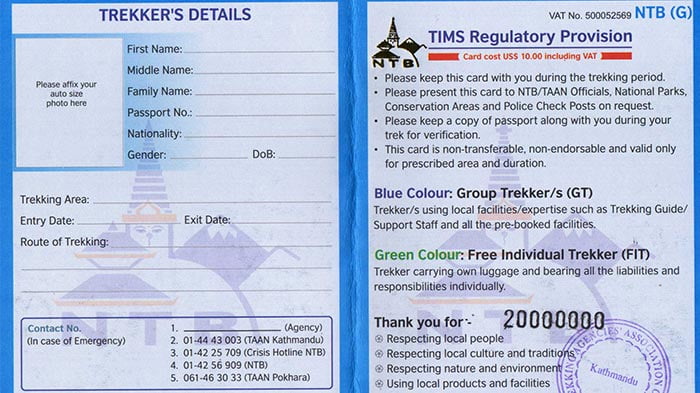 TREKKER'S DETAILS
Please affix your
auto size
photo here
First Name:
Middle Name:
Family Name:
Passport No.:
Nationality:
Gender: DoB:
Trekking Area:
Entry Date: Exit Date:
Route of Trekking:
NTB
Contact No.
(In case of Emergency)
1. (Agency)
2. 01-44 43 003 (TAAN Kathmandu)
3. 01-42 25 709 (Crisis Hotline NTB)
4. 01-42 56 909 (NTB)
5. 061-46 30 33 (TAAN Pokhara)
VAT No. 500052569 NTB (G)
NTB
TIMS Regulatory Provision
Card cost US$ 10.00 including VAT
• Please keep this card with you during the trekking period.
• Please present this card to NTB/TAAN Officials, National Parks,
Conservation Areas and Police Check Posts on request.
• Please keep a copy of passport along with you during your
trek for verification.
• This card is non-transferable, non-endorsable and valid only
for prescribed area and duration.
Blue Colour: Group Trekker/s (GT)
Trekker/s using local facilities/expertise such as Trekking Guide/
Support Staff and all the pre-booked facilities.
Green Colour: Free Individual Trekker (FIT)
Trekker carrying own luggage and bearing all the liabilities and
responsibilities individually.
Thank you for:- 20000000
Respecting local people
Respecting local culture and traditions
Respecting nature and environment
Using local products and facilities
AGENCIES' ASSOCIATION
Kathmandu